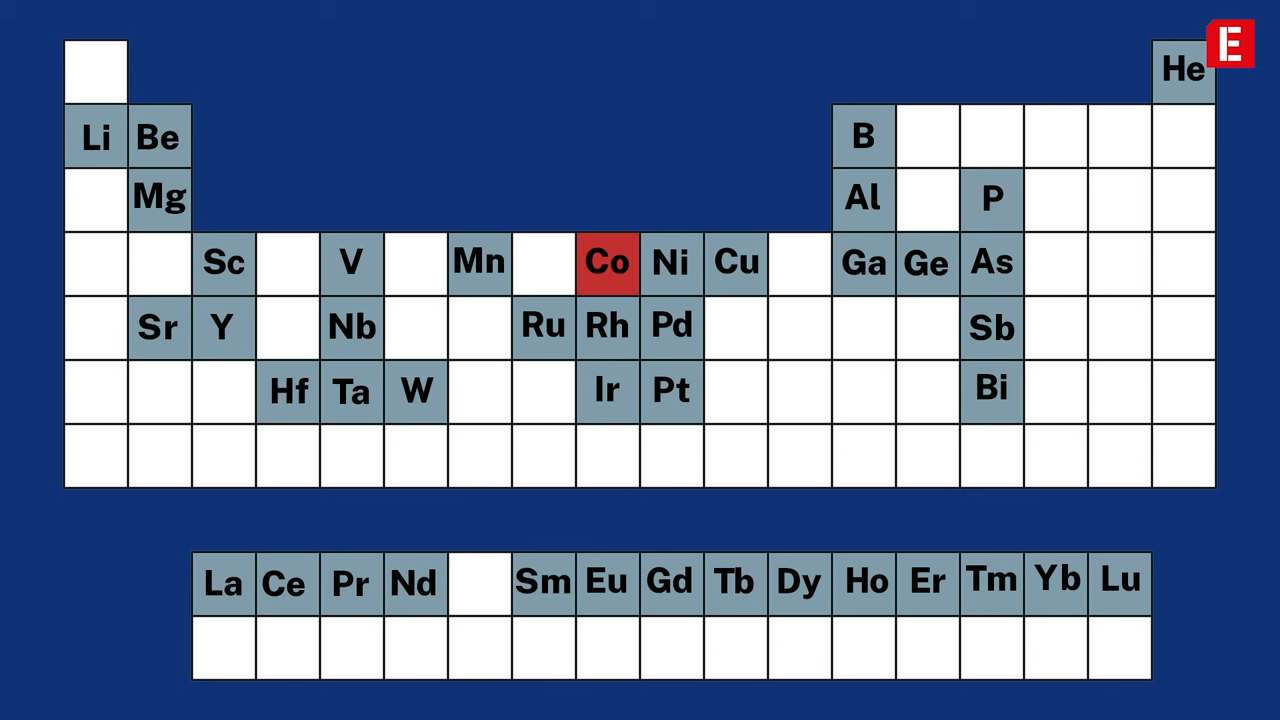 E
He
Li Be B
Mg Al P
Sc V Mn Co Ni Cu Ga Ge As
Sr Y Nb Ru Rh Pd Sb
Hf Ta W Ir Pt Bi
La Ce Pr Nd Sm Eu Gd Tb Dy Ho Er Tm Yb Lu